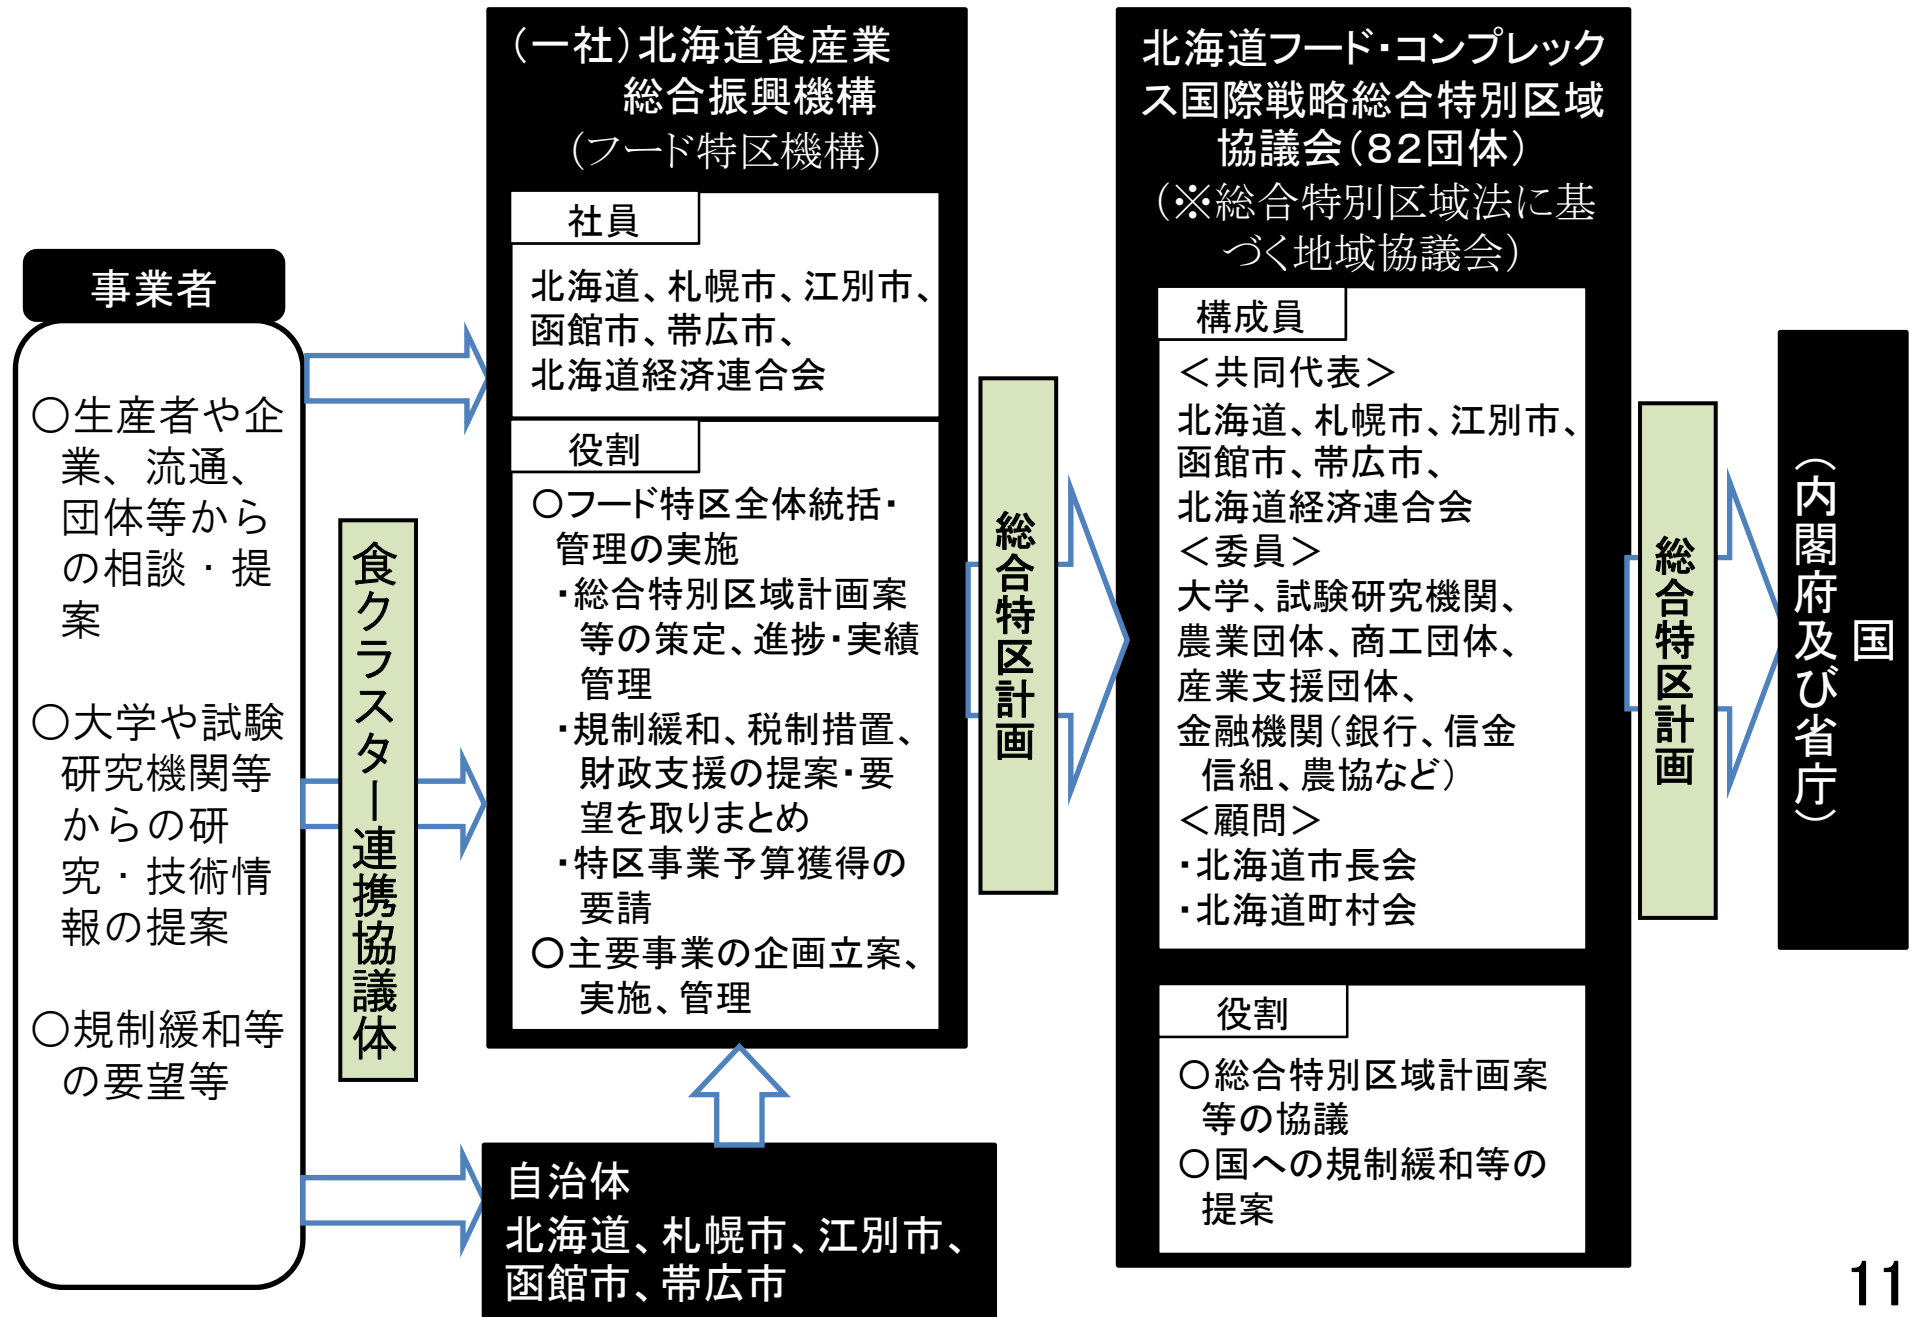 事業者
○生産者や企
業、流通、
団体等から
の相談・提
案
○大学や試験
研究機関等
からの研
究・技術情
報の提案
○規制緩和等
の要望等
食クラスター連携協議体
(一社)北海道食産業
総合振興機構
(フード特区機構)
社員
北海道、札幌市、江別市、
函館市、帯広市、
北海道経済連合会
役割
○フード特区全体統括・
管理の実施
・総合特別区域計画案
等の策定、進捗・実績
管理
・規制緩和、税制措置、
財政支援の提案・要
望を取りまとめ
・特区事業予算獲得の
要請
○主要事業の企画立案、
実施、管理
自治体
北海道、札幌市、江別市、
函館市、帯広市
総合特区計画
北海道フード・コンプレック
ス国際戦略総合特別区域
協議会(82団体)
(※総合特別区域法に基
づく地域協議会)
構成員
<共同代表>
北海道、札幌市、江別市、
函館市、帯広市、
北海道経済連合会
<委員>
大学、試験研究機関、
農業団体、商工団体、
産業支援団体、
金融機関(銀行、信金
信組、農協など)
<顧問>
・北海道市長会
・北海道町村会
役割
○総合特別区域計画案
等の協議
○国への規制緩和等の
提案
総合特区計画
国
(内閣府及び省庁)
11